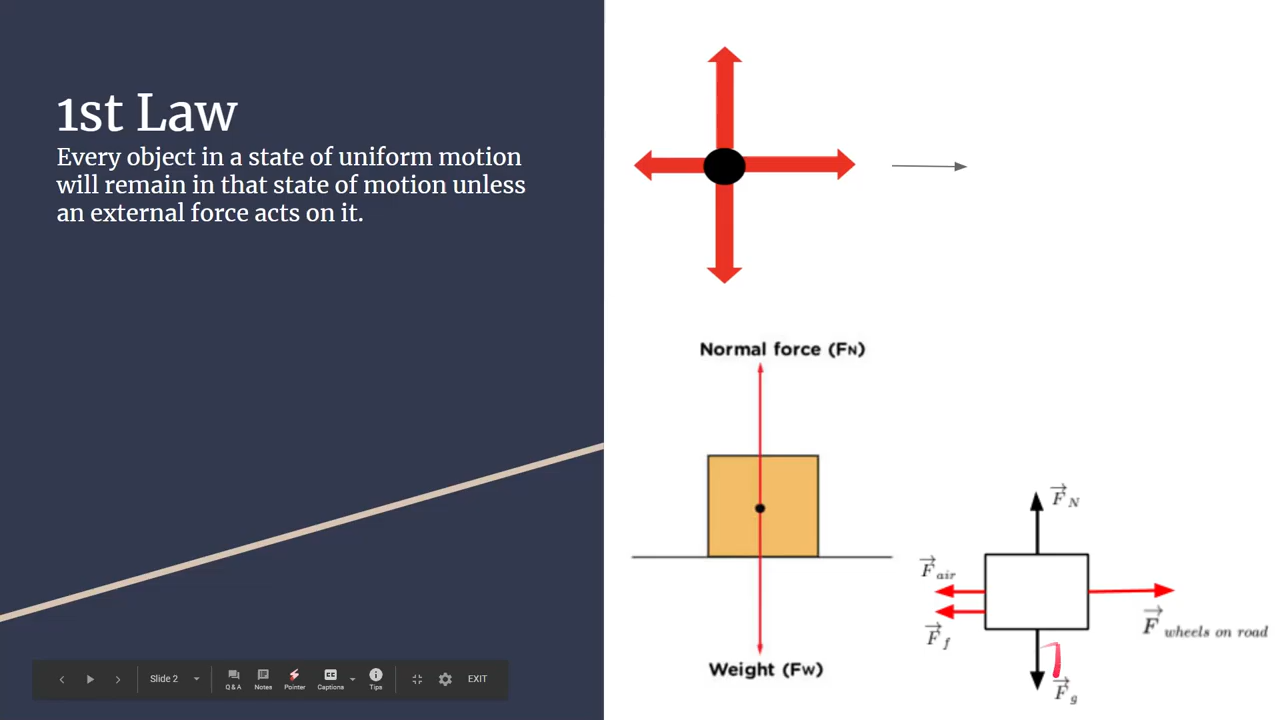 1st Law
Every object in a state of uniform motion
will remain in that state of motion unless
an external force acts on it.
Normal force (FN)
Weight (FW)
F N
F air
F f
F wheels on road
F g
Slide 2
Q&A
Notes
Pointer
Captions
Tips
EXIT